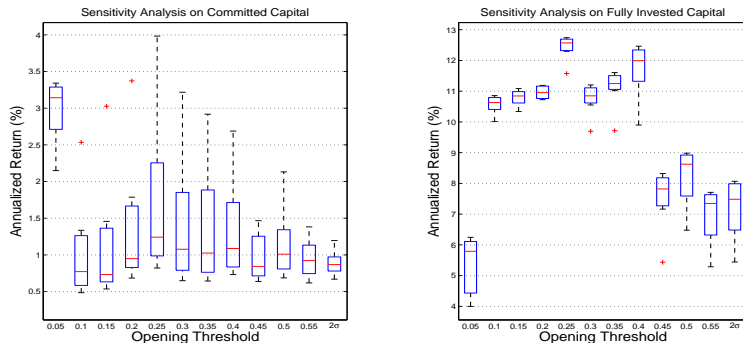 Sensitivity Analysis on Committed Capital
Annualized Return (%)
4
3.5
3
2.5
2
1.5
1
0.5
0.05 0.1 0.15 0.2 0.25 0.3 0.35 0.4 0.45 0.5 0.55 2σ
Opening Threshold
Sensitivity Analysis on Fully Invested Capital
Annualized Return (%)
13
12
11
10
9
8
7
6
5
4
0.05 0.1 0.15 0.2 0.25 0.3 0.35 0.4 0.45 0.5 0.55 2σ
Opening Threshold